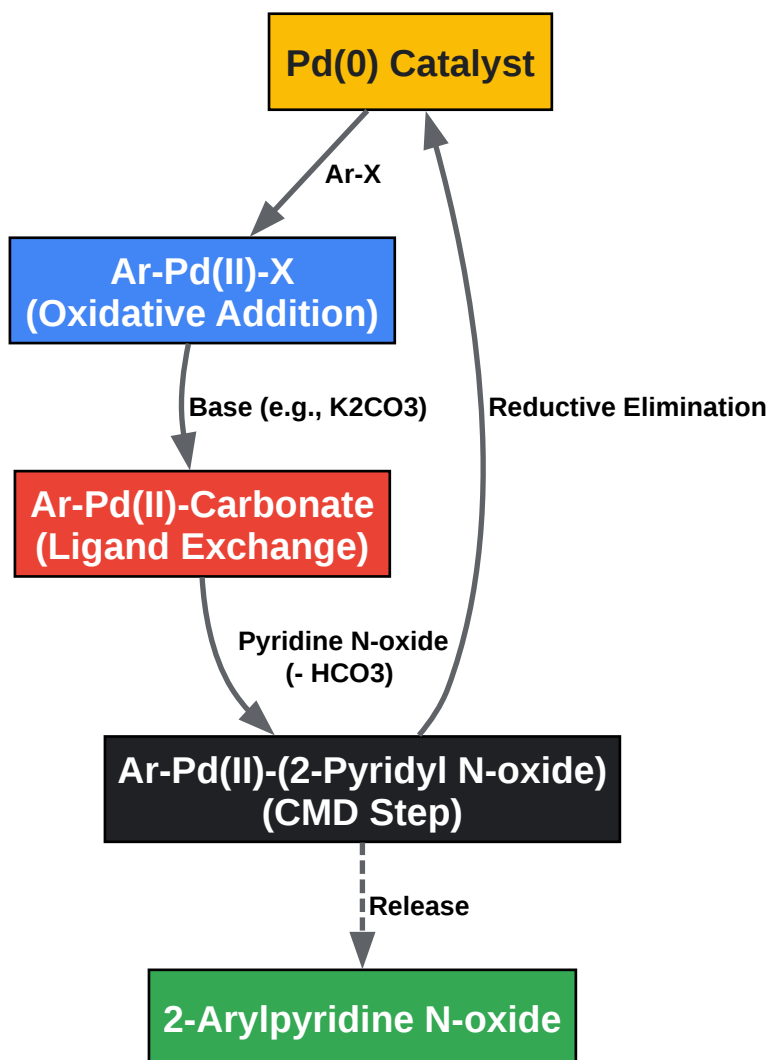 Pd(0) Catalyst
Ar-X
Ar-Pd(II)-X
(Oxidative Addition)
Base (e.g., K2CO3)
Reductive Elimination
Ar-Pd(II)-Carbonate
(Ligand Exchange)
Pyridine N-oxide
(- HCO3)
Ar-Pd(II)-(2-Pyridyl N-oxide)
(CMD Step)
Release
2-Arylpyridine N-oxide